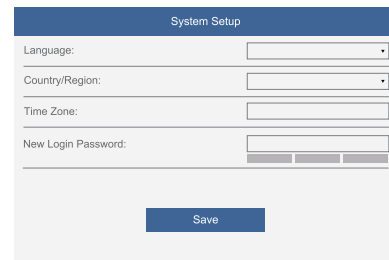 System Setup
Language:
Country/Region:
Time Zone:
New Login Password:
Save